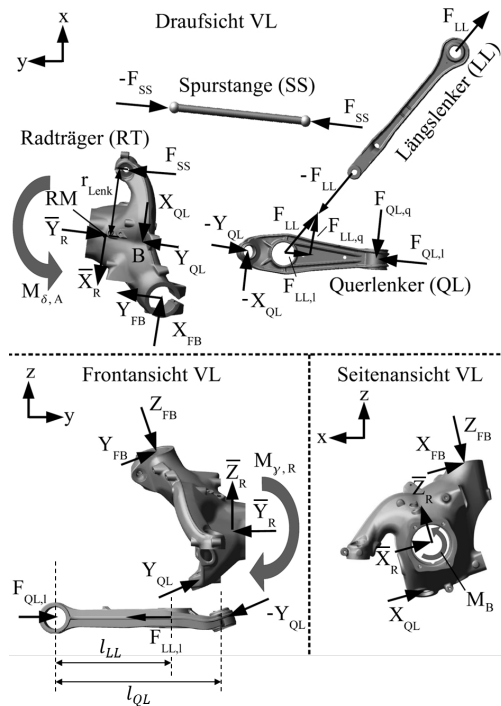 x
y
Draufsicht VL
F_LL
-F_SS
Spurstange (SS)
F_SS
Längslenker (LL)
Radträger (RT)
F_SS
r_Lenk
-F_LL
X_QL
RM
F_LL
F_QL,q
Y̅_R
-Y_QL
F_LL,q
B
Y_QL
F_QL,l
X̅_R
M_δ,A
-X_QL
F_LL,l
Querlenker (QL)
Y_FB
X_FB
z
Frontansicht VL
Seitenansicht VL
y
z
Z_FB
x
Z_FB
Y_FB
X_FB
Z̅_R
M_γ,R
Z̅_R
Y̅_R
X̅_R
Y_QL
F_QL,l
M_B
-Y_QL
X_QL
F_LL,l
l_LL
l_QL